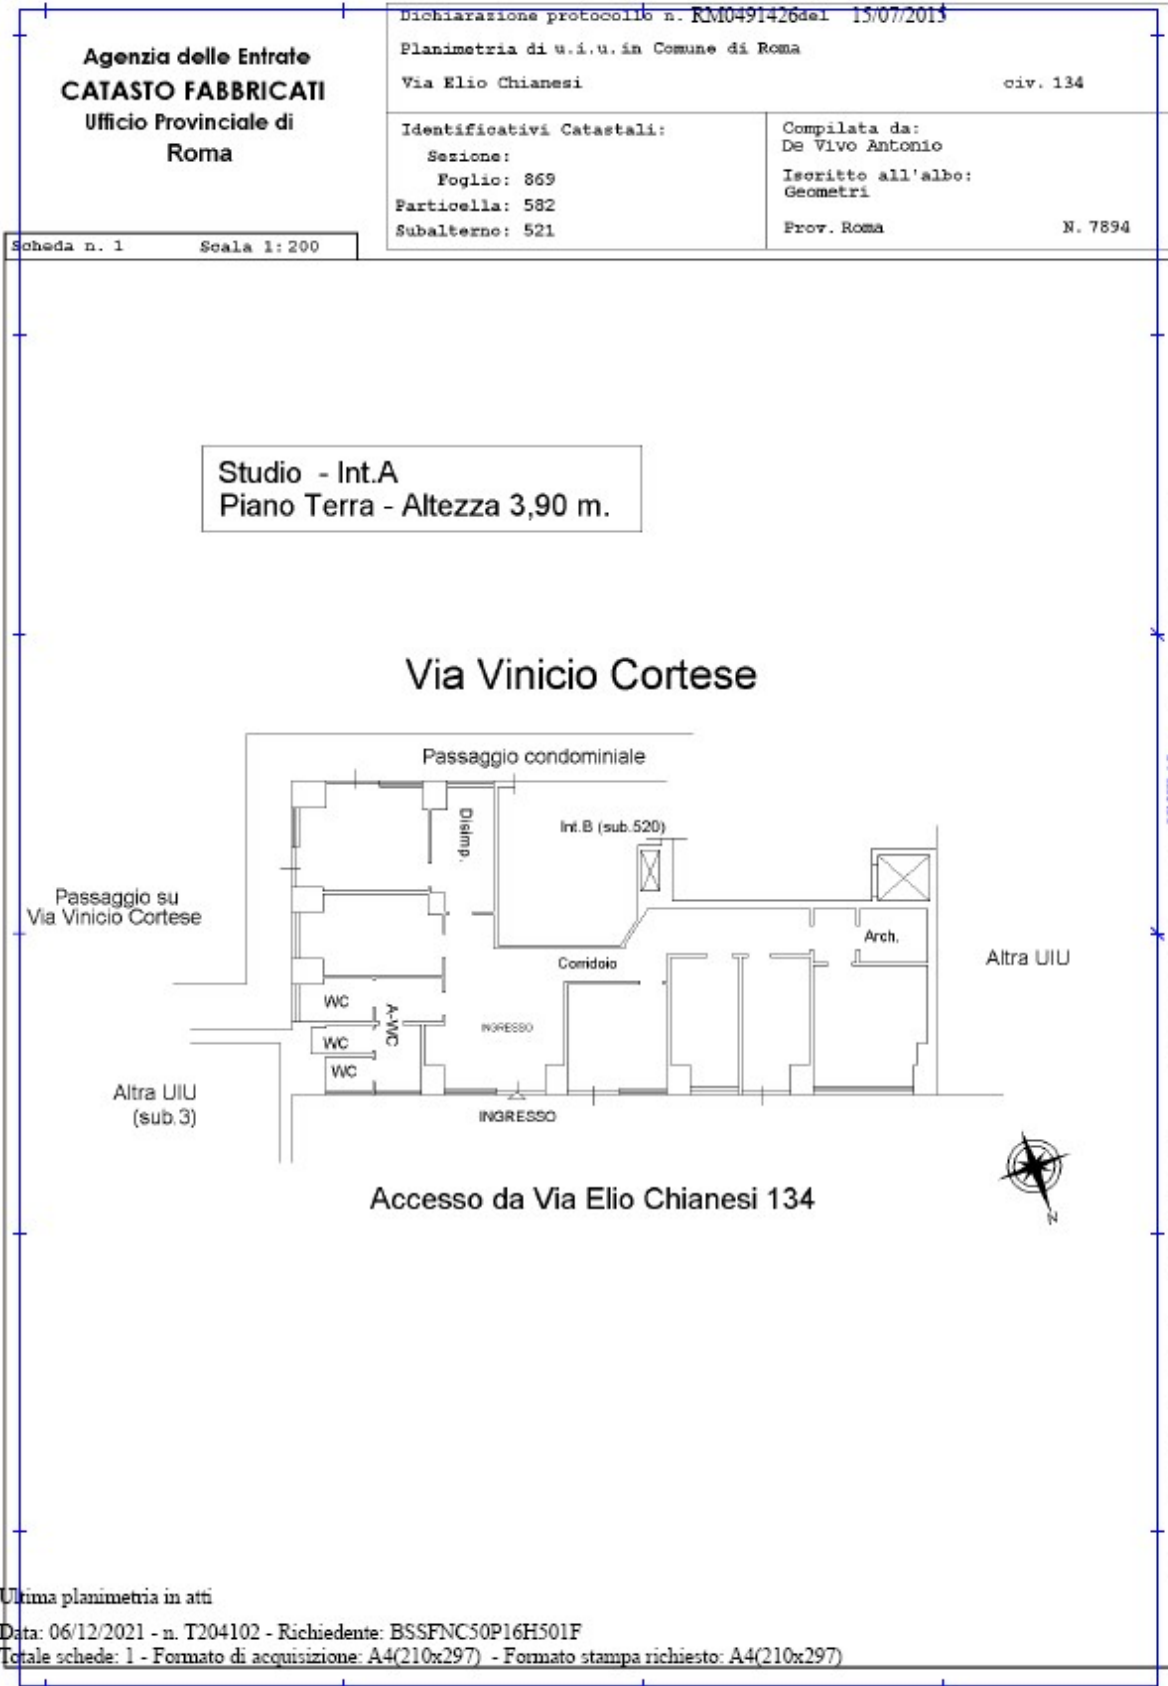 Dichiarazione protocollo n. RM0491426del 15/07/2015
Agenzia delle Entrate
CATASTO FABBRICATI
Ufficio Provinciale di
Roma
Planimetria di u.i.u. in Comune di Roma
Via Elio Chianesi civ. 134
Identificativi Catastali:
Sezione:
Foglio: 869
Particella: 582
Subalterno: 521
Compilata da:
De Vivo Antonio
Iscritto all'albo:
Geometri
Prov. Roma N. 7894
Scheda n. 1 Scala 1:200
Studio - Int.A
Piano Terra - Altezza 3,90 m.
Via Vinicio Cortese
Passaggio condominiale
Disimp.
Int.B (sub.520)
Passaggio su
Via Vinicio Cortese
Arch.
Corridoio
Altra UIU
WC
A-WC
INGRESSO
WC
WC
Altra UIU
(sub.3)
INGRESSO
Accesso da Via Elio Chianesi 134
N
Ultima planimetria in atti
Data: 06/12/2021 - n. T204102 - Richiedente: BSSFNC50P16H501F
Totale schede: 1 - Formato di acquisizione: A4(210x297) - Formato stampa richiesto: A4(210x297)